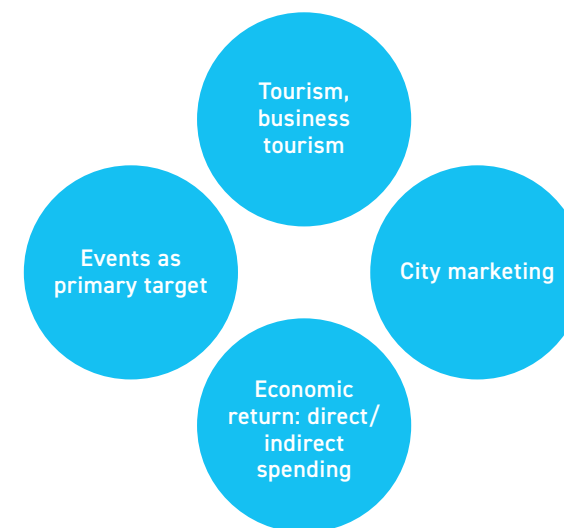 Tourism,
business
tourism
Events as
primary target
City marketing
Economic
return: direct/
indirect
spending